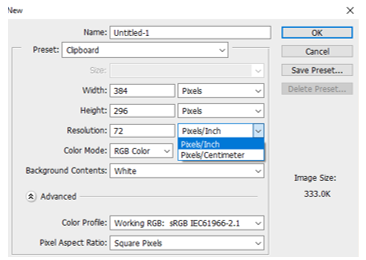 New
Name: Untitled-1
OK
Preset: Clipboard
Cancel
Size:
Save Preset...
Width: 384 Pixels
Delete Preset...
Height: 296 Pixels
Resolution: 72 Pixels/Inch
Pixels/Inch
Color Mode: RGB Color
Pixels/Centimeter
Background Contents: White
Image Size:
333.0K
Advanced
Color Profile: Working RGB: sRGB IEC61966-2.1
Pixel Aspect Ratio: Square Pixels